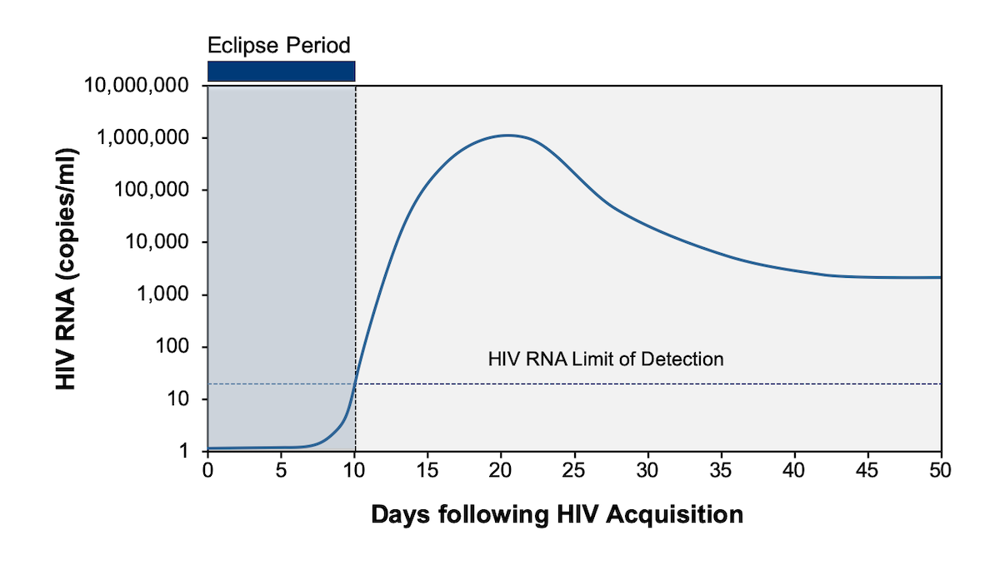 Eclipse Period
10,000,000
1,000,000
100,000
10,000
1,000
100
10
1
HIV RNA (copies/ml)
HIV RNA Limit of Detection
0 5 10 15 20 25 30 35 40 45 50
Days following HIV Acquisition